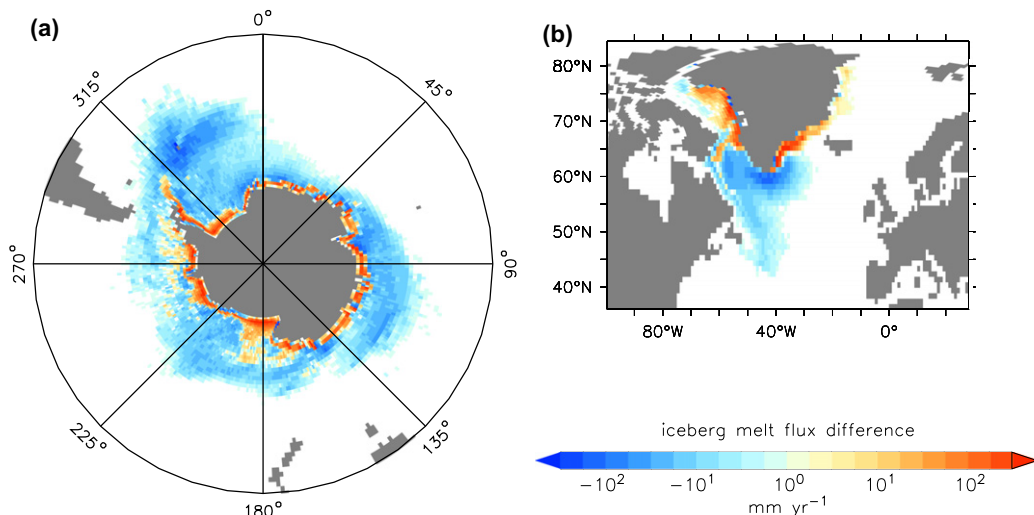 (a)
0°
45°
90°
135°
180°
225°
270°
315°
(b)
80°N
70°N
60°N
50°N
40°N
80°W
40°W
0°
iceberg melt flux difference
−10² −10¹ 10⁰ 10¹ 10²
mm yr⁻¹